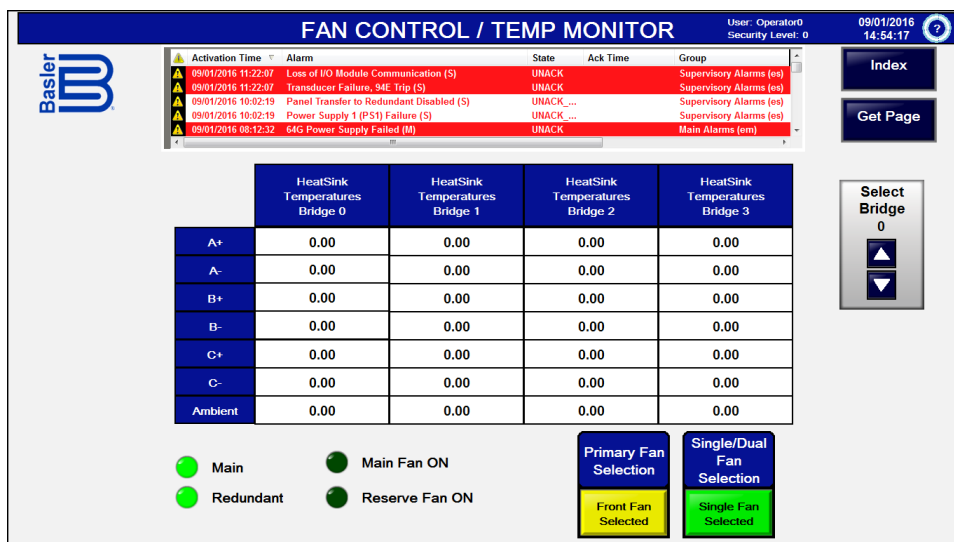 FAN CONTROL / TEMP MONITOR
User: Operator0
Security Level: 0
09/01/2016
14:54:17
?
Basler
Activation Time Alarm State Ack Time Group
09/01/2016 11:22:07 Loss of I/O Module Communication (S) UNACK Supervisory Alarms (es)
09/01/2016 11:22:07 Transducer Failure, 94E Trip (S) UNACK Supervisory Alarms (es)
09/01/2016 10:02:19 Panel Transfer to Redundant Disabled (S) UNACK_... Supervisory Alarms (es)
09/01/2016 10:02:19 Power Supply 1 (PS1) Failure (S) UNACK_... Supervisory Alarms (es)
09/01/2016 08:12:32 64G Power Supply Failed (M) UNACK Main Alarms (em)
Index
Get Page
HeatSink Temperatures Bridge 0
HeatSink Temperatures Bridge 1
HeatSink Temperatures Bridge 2
HeatSink Temperatures Bridge 3
A+ 0.00 0.00 0.00 0.00
A- 0.00 0.00 0.00 0.00
B+ 0.00 0.00 0.00 0.00
B- 0.00 0.00 0.00 0.00
C+ 0.00 0.00 0.00 0.00
C- 0.00 0.00 0.00 0.00
Ambient 0.00 0.00 0.00 0.00
Select
Bridge
0
Main
Redundant
Main Fan ON
Reserve Fan ON
Primary Fan
Selection
Front Fan
Selected
Single/Dual
Fan
Selection
Single Fan
Selected